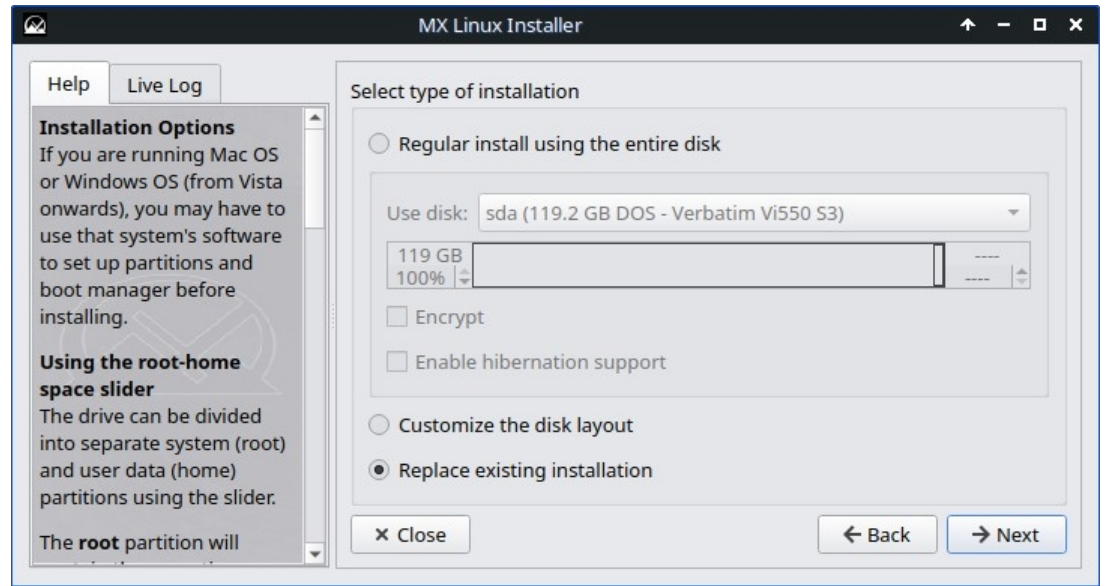 MX Linux Installer
Help
Live Log
Installation Options
If you are running Mac OS
or Windows OS (from Vista
onwards), you may have to
use that system's software
to set up partitions and
boot manager before
installing.
Using the root-home
space slider
The drive can be divided
into separate system (root)
and user data (home)
partitions using the slider.
The root partition will
Select type of installation
Regular install using the entire disk
Use disk: sda (119.2 GB DOS - Verbatim Vi550 S3)
119 GB ----
100% ----
Encrypt
Enable hibernation support
Customize the disk layout
Replace existing installation
Close
Back
Next